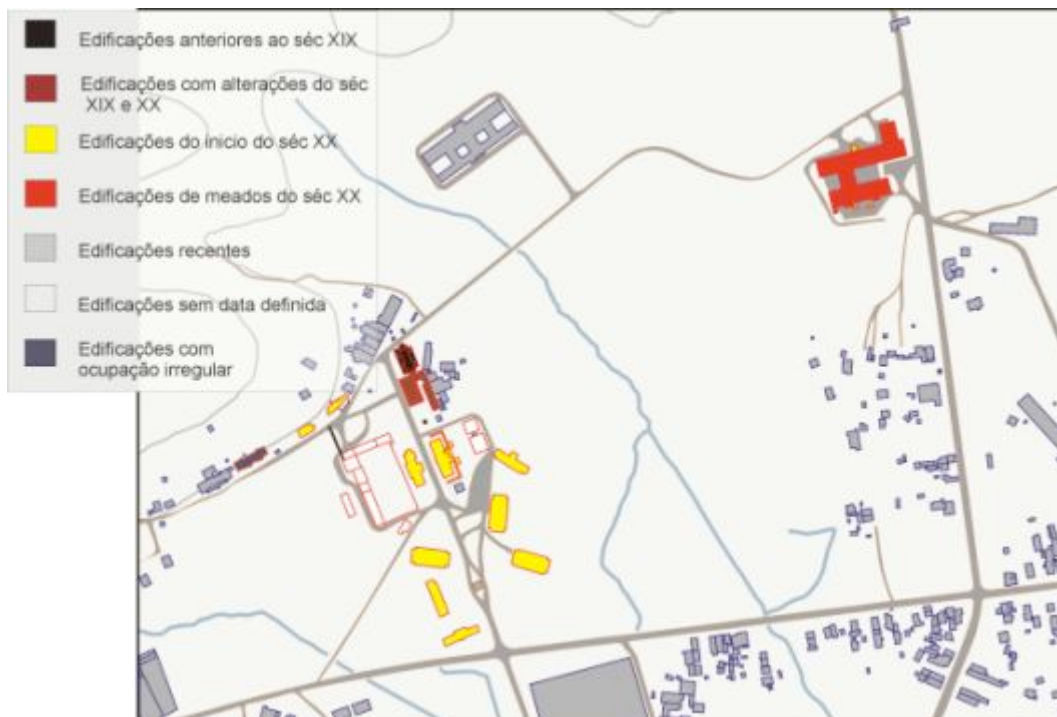 Edificações anteriores ao séc XIX
Edificações com alterações do séc
XIX e XX
Edificações do ínicio do séc XX
Edificações de meados do séc XX
Edificações recentes
Edificações sem data definida
Edificações com
ocupação irregular